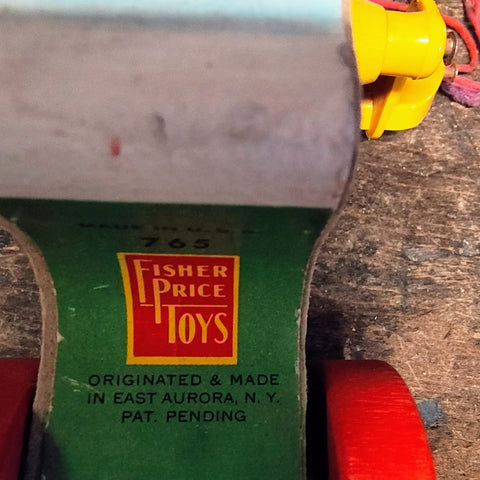 MADE IN U.S.A.
765
FISHER
PRICE
TOYS
ORIGINATED & MADE
IN EAST AURORA, N. Y.
PAT. PENDING